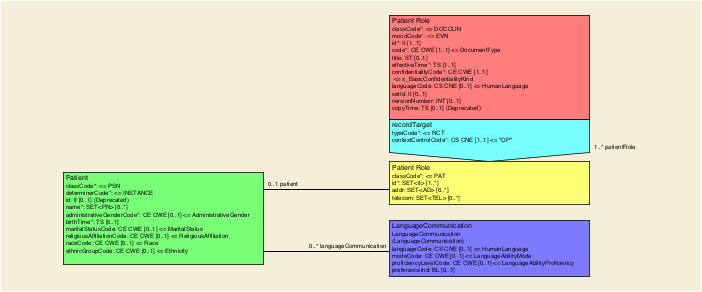 Patient Role
classCode*: <= DOCCLIN
moodCode*: <= EVN
id*: II [1..1]
code*: CE CWE [1..1] <= DocumentType
title: ST [0..1]
effectiveTime*: TS [1..1]
confidentialityCode*: CE CWE [1..1]
<= x_BasicConfidentialityKind
languageCode: CS CNE [0..1] <= HumanLanguage
setId: II [0..1]
versionNumber: INT [0..1]
copyTime: TS [0..1] (Deprecated)
recordTarget
typeCode*: <= RCT
contextControlCode*: CS CNE [1..1] <= "OP"
1..* patientRole
Patient Role
classCode*: <= PAT
id*: SET<II> [1..*]
addr: SET<AD> [0..*]
telecom: SET<TEL> [0..*]
0..1 patient
Patient
classCode*: <= PSN
determinerCode*: <= INSTANCE
id: II [0..1] (Deprecated)
name*: SET<PN> [0..*]
administrativeGenderCode*: CE CWE [0..1] <= AdministrativeGender
birthTime*: TS [0..1]
maritalStatusCode: CE CWE [0..1] <= MaritalStatus
religiousAffiliationCode: CE CWE [0..1] <= ReligiousAffiliation
raceCode: CE CWE [0..1] <= Race
ethnicGroupCode: CE CWE [0..1] <= Ethnicity
0..* languageCommunication
LanguageCommunication
LanguageCommunication
(LanguageCommunication)
languageCode: CS CNE [0..1] <= HumanLanguage
modeCode: CE CWE [0..1] <= LanguageAbilityMode
proficiencyLevelCode: CE CWE [0..1] <= LanguageAbilityProficiency
preferenceInd: BL [0..1]